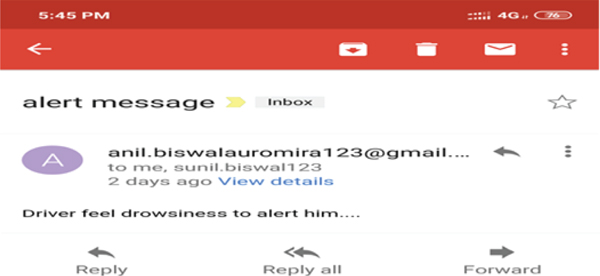 5:45 PM 4G 76
alert message Inbox
A
anil.biswalauromira123@gmail....
to me, sunil.biswal123
2 days ago View details
Driver feel drowsiness to alert him....
Reply Reply all Forward